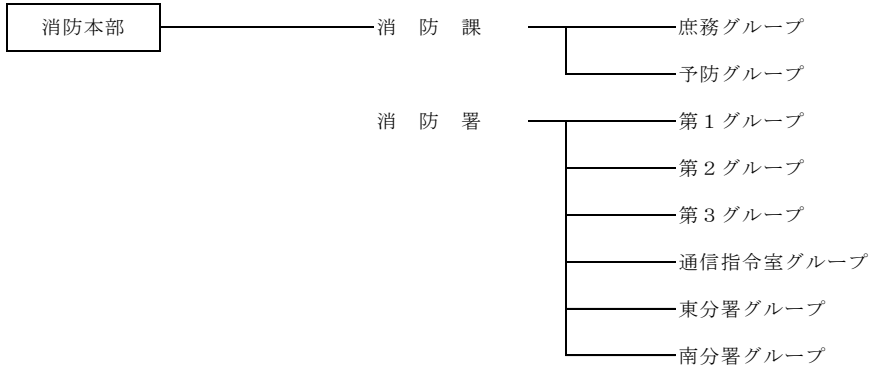 消防本部 消防課 庶務グループ
予防グループ
消防署 第１グループ
第２グループ
第３グループ
通信指令室グループ
東分署グループ
南分署グループ